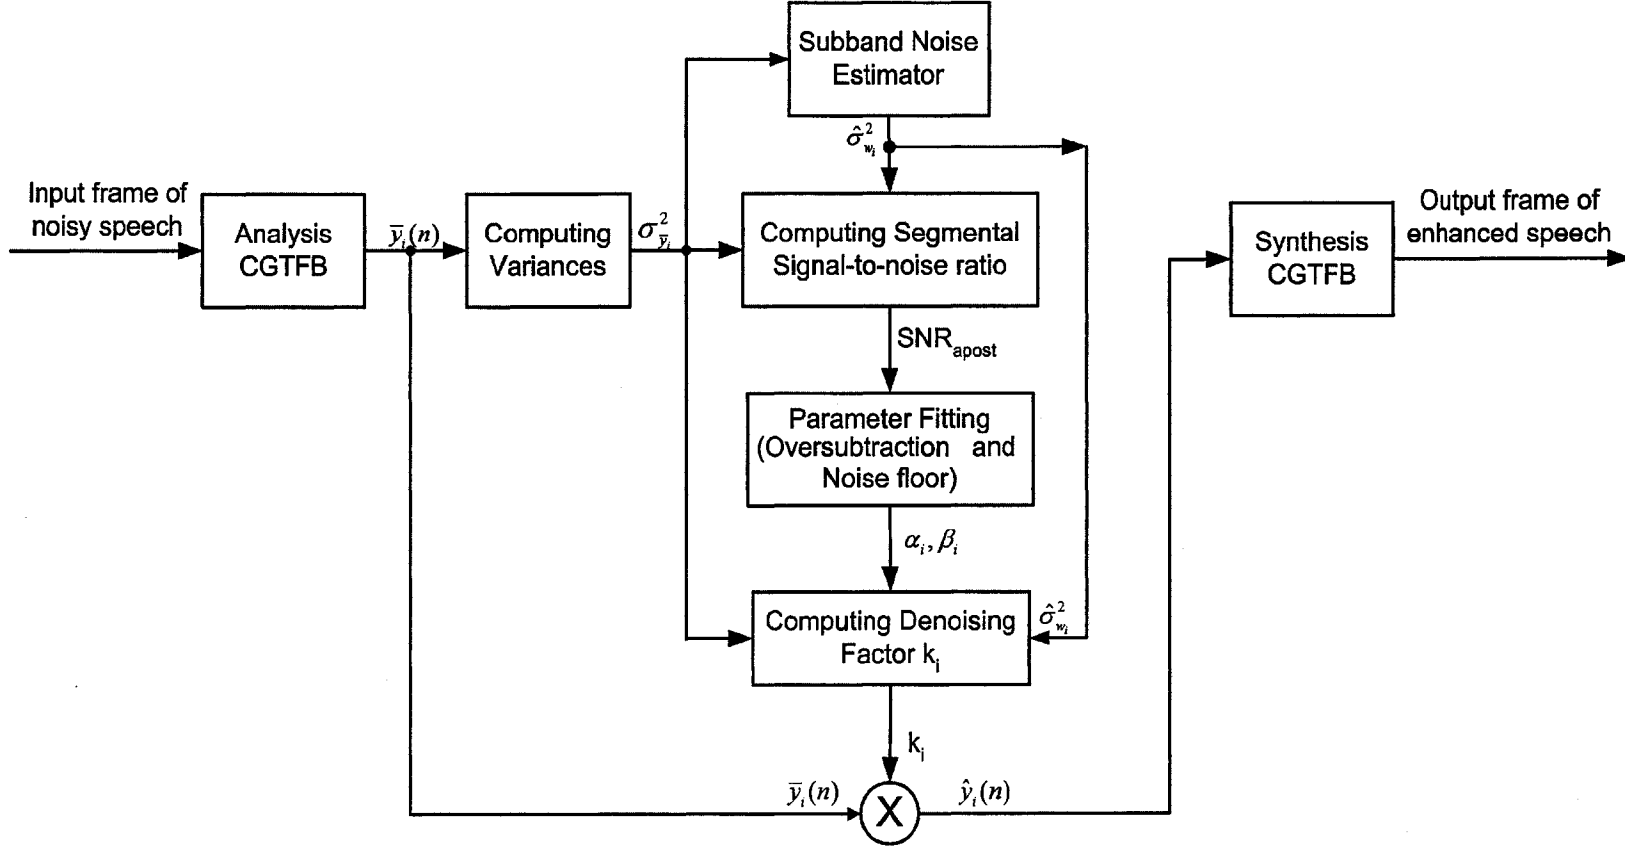 Subband Noise
Estimator
σ̂²_{w_i}
Input frame of
noisy speech
Analysis
CGTFB
ȳ_i(n)
Computing
Variances
σ²_{ȳ_i}
Computing Segmental
Signal-to-noise ratio
Synthesis
CGTFB
Output frame of
enhanced speech
SNR_{apost}
Parameter Fitting
(Oversubtraction and
Noise floor)
α_i, β_i
Computing Denoising
Factor k_i
σ̂²_{w_i}
k_i
ȳ_i(n)
X
ŷ_i(n)